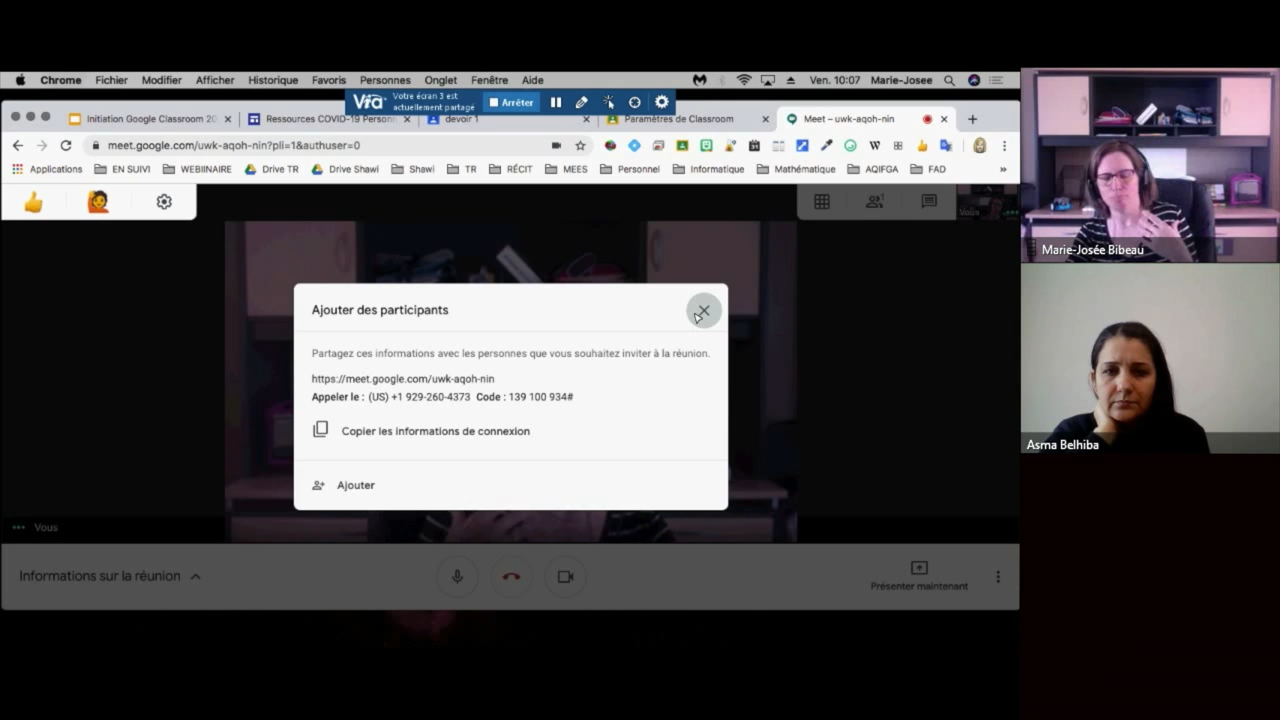 Chrome Fichier Modifier Afficher Historique Favoris Personnes Onglet Fenêtre Aide Ven. 10:07 Marie-Josee
Via Votre écran 3 est actuellement partagé Arrêter
Initiation Google Classroom 20 Ressources COVID-19 Personn devoir 1 Paramètres de Classroom Meet – uwk-aqoh-nin
meet.google.com/uwk-aqoh-nin?pli=1&authuser=0
Applications EN SUIVI WEBINAIRE Drive TR Drive Shawi Shawi TR RÉCIT MEES Personnel Informatique Mathématique AQIFGA FAD »
Vous
Marie-Josée Bibeau
Ajouter des participants
Partagez ces informations avec les personnes que vous souhaitez inviter à la réunion.
https://meet.google.com/uwk-aqoh-nin
Appeler le : (US) +1 929-260-4373 Code : 139 100 934#
Copier les informations de connexion
Asma Belhiba
Ajouter
Vous
Informations sur la réunion
Présenter maintenant